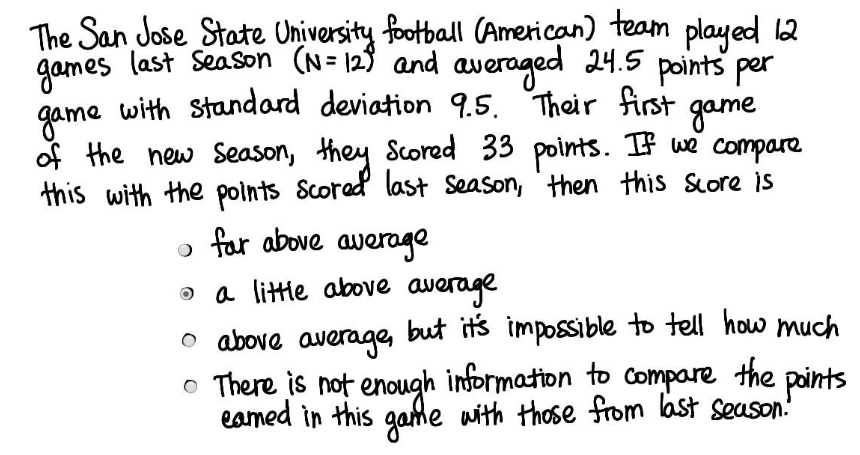 The San Jose State University football (American) team played 12
games last season (N=12) and averaged 24.5 points per
game with standard deviation 9.5. Their first game
of the new season, they scored 33 points. If we compare
this with the points scored last season, then this score is
far above average
a little above average
above average, but it's impossible to tell how much
There is not enough information to compare the points
earned in this game with those from last season.